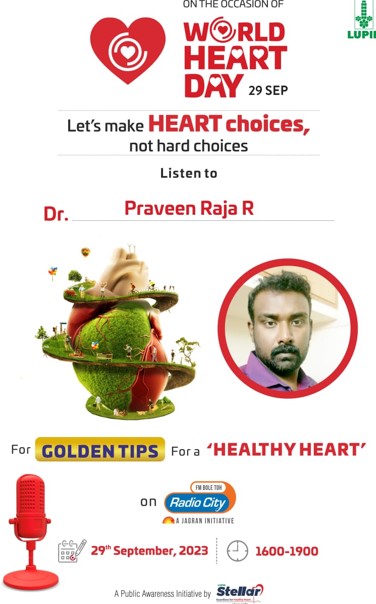 ON THE OCCASION OF
LUPIN
WORLD
HEART
DAY 29 SEP
Let's make HEART choices,
not hard choices
Listen to
Dr. Praveen Raja R
For GOLDEN TIPS For a 'HEALTHY HEART'
on
FM BOLE TOH
Radio City
A JAGRAN INITIATIVE
29th September, 2023
1600-1900
A Public Awareness Initiative by Stellar